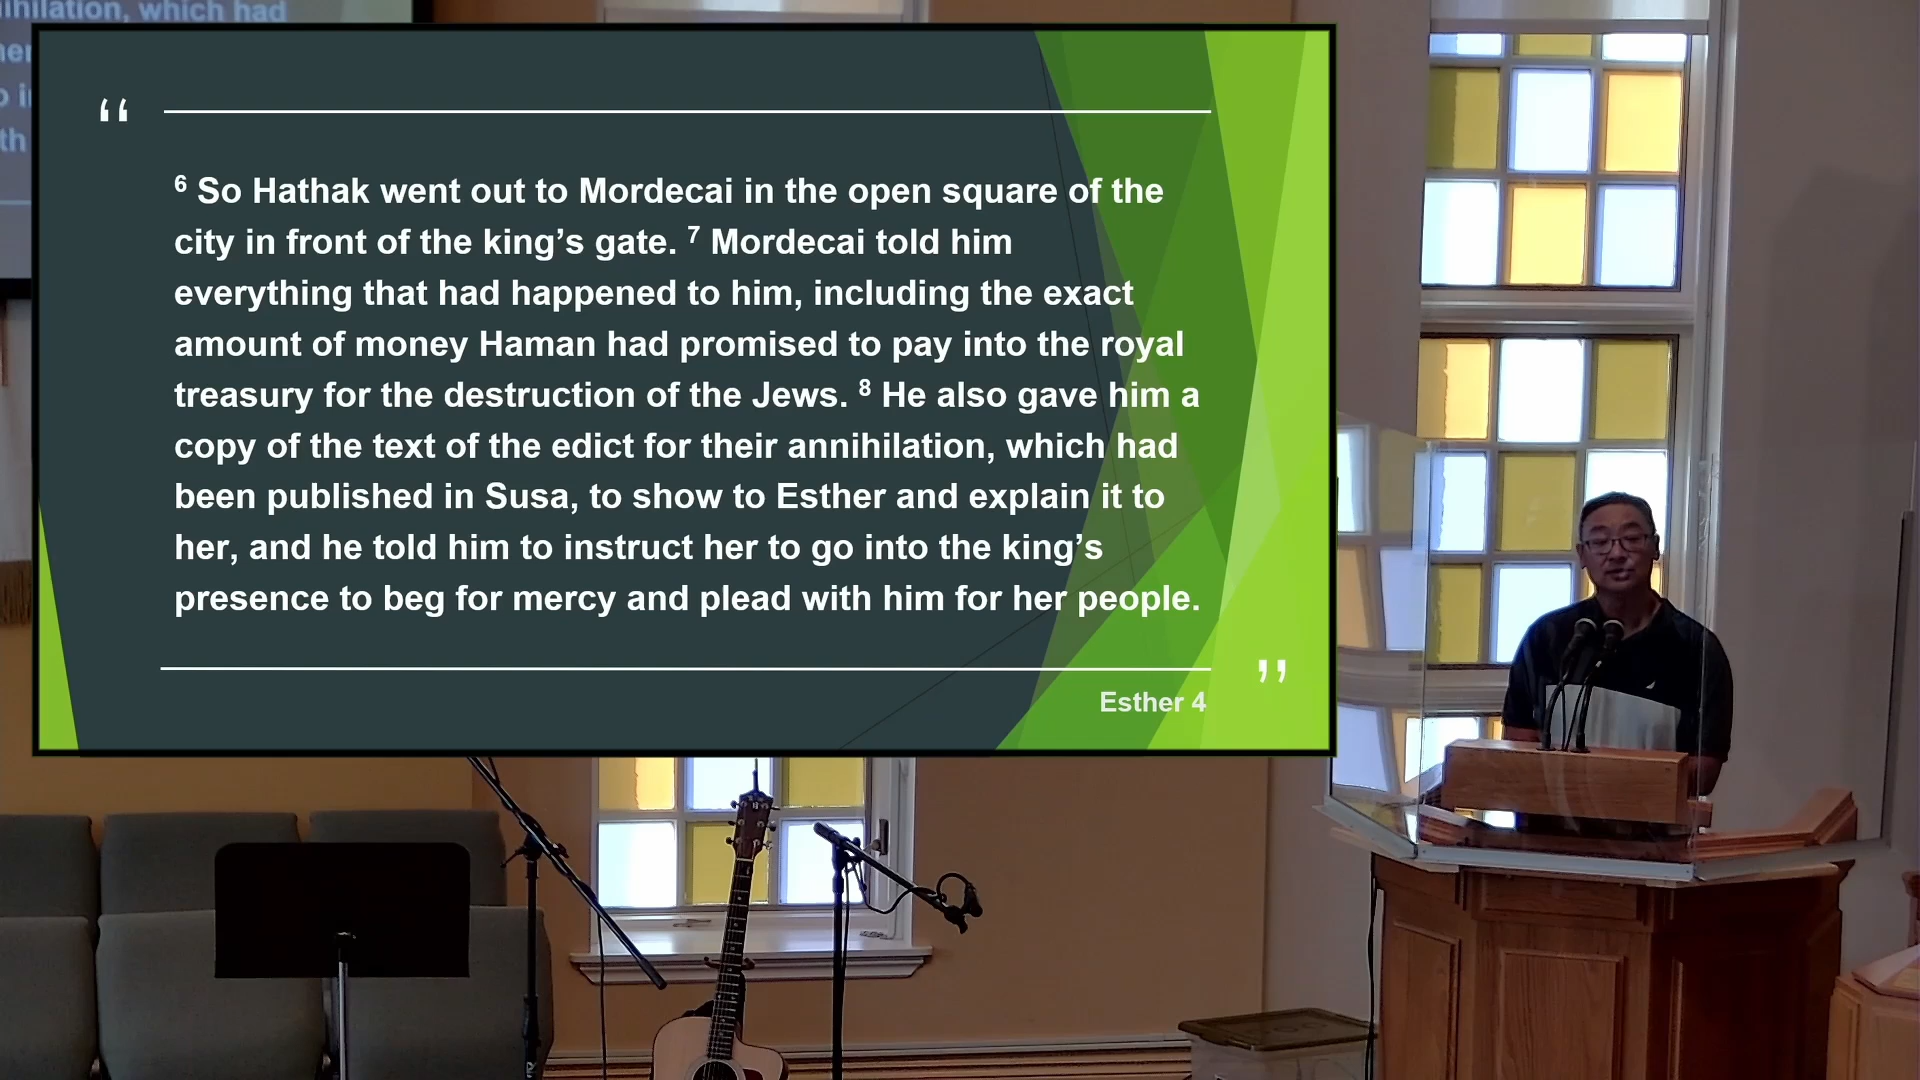 nihilation, which had
“
6 So Hathak went out to Mordecai in the open square of the
city in front of the king’s gate. 7 Mordecai told him
everything that had happened to him, including the exact
amount of money Haman had promised to pay into the royal
treasury for the destruction of the Jews. 8 He also gave him a
copy of the text of the edict for their annihilation, which had
been published in Susa, to show to Esther and explain it to
her, and he told him to instruct her to go into the king’s
presence to beg for mercy and plead with him for her people.
”
Esther 4